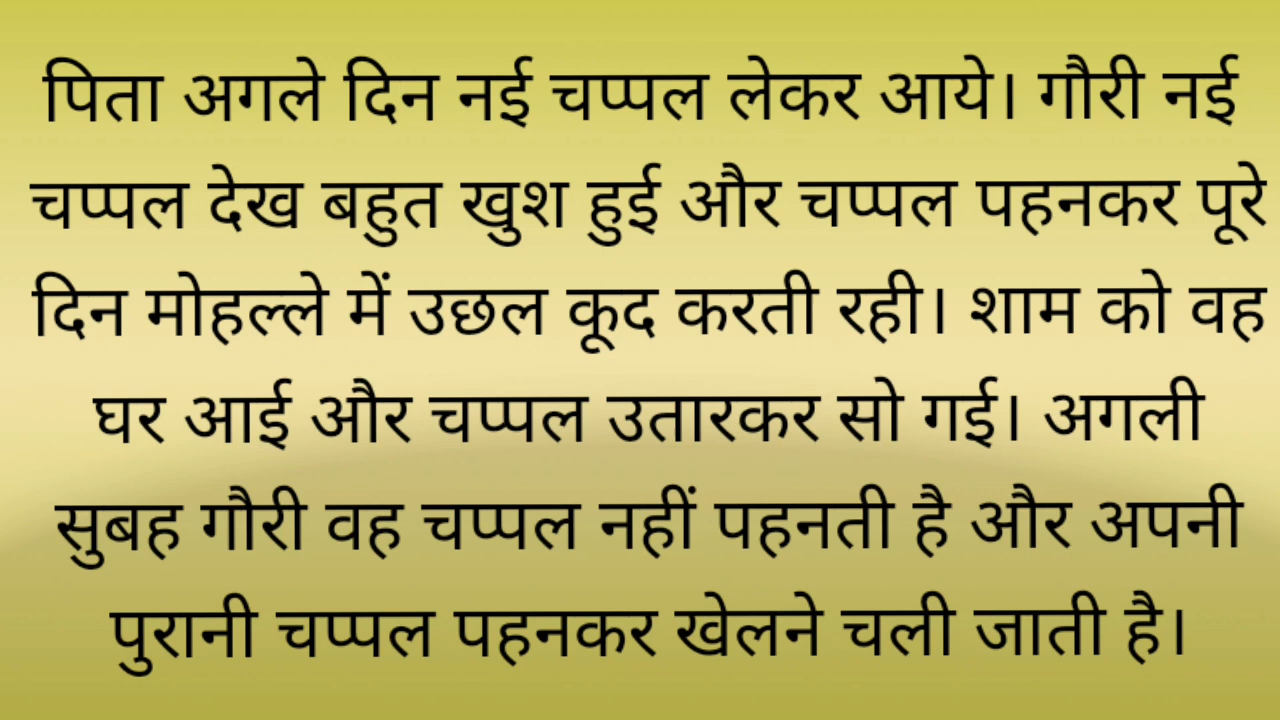 पिता अगले दिन नई चप्पल लेकर आये। गौरी नई
चप्पल देख बहुत खुश हुई और चप्पल पहनकर पूरे
दिन मोहल्ले में उछल कूद करती रही। शाम को वह
घर आई और चप्पल उतारकर सो गई। अगली
सुबह गौरी वह चप्पल नहीं पहनती है और अपनी
पुरानी चप्पल पहनकर खेलने चली जाती है।